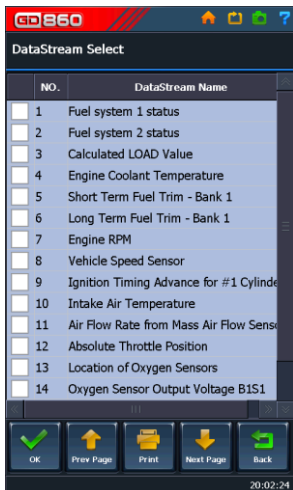 GD860
?
DataStream Select
NO. DataStream Name
1 Fuel system 1 status
2 Fuel system 2 status
3 Calculated LOAD Value
4 Engine Coolant Temperature
5 Short Term Fuel Trim - Bank 1
6 Long Term Fuel Trim - Bank 1
7 Engine RPM
8 Vehicle Speed Sensor
9 Ignition Timing Advance for #1 Cylinde
10 Intake Air Temperature
11 Air Flow Rate from Mass Air Flow Senso
12 Absolute Throttle Position
13 Location of Oxygen Sensors
14 Oxygen Sensor Output Voltage B1S1
OK Prev Page Print Next Page Back
20:02:24